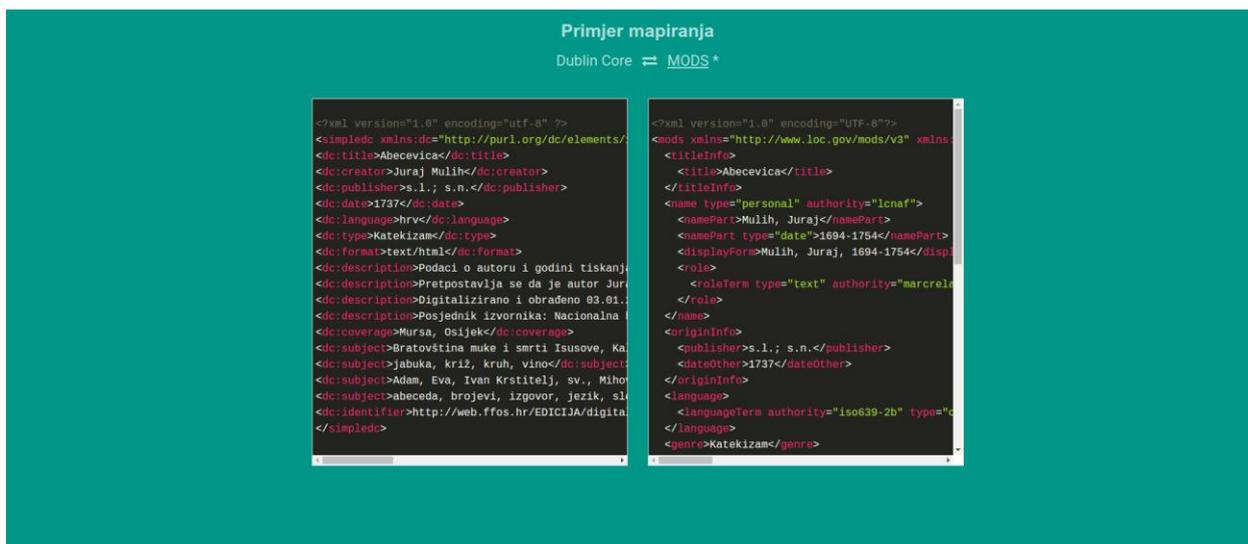 Primjer mapiranja
Dublin Core ⇄ MODS *
<?xml version="1.0" encoding="utf-8" ?>
<simpledc xmlns:dc="http://purl.org/dc/elements/
<dc:title>Abecevica</dc:title>
<dc:creator>Juraj Mulih</dc:creator>
<dc:publisher>s.l.; s.n.</dc:publisher>
<dc:date>1737</dc:date>
<dc:language>hrv</dc:language>
<dc:type>Katekizam</dc:type>
<dc:format>text/html</dc:format>
<dc:description>Podaci o autoru i godini tiskanj
<dc:description>Pretpostavlja se da je autor Jur
<dc:description>Digitalizirano i obrađeno 03.01.
<dc:description>Posjednik izvornika: Nacionalna
<dc:coverage>Mursa, Osijek</dc:coverage>
<dc:subject>Bratovština muke i smrti Isusove, Ka
<dc:subject>jabuka, križ, kruh, vino</dc:subject
<dc:subject>Adam, Eva, Ivan Krstitelj, sv., Miho
<dc:subject>abeceda, brojevi, izgovor, jezik, sl
<dc:identifier>http://web.ffos.hr/EDICIJA/digita
</simpledc>
<?xml version="1.0" encoding="UTF-8"?>
<mods xmlns="http://www.loc.gov/mods/v3" xmlns:
<titleInfo>
<title>Abecevica</title>
</titleInfo>
<name type="personal" authority="lcnaf">
<namePart>Mulih, Juraj</namePart>
<namePart type="date">1694-1754</namePart>
<displayForm>Mulih, Juraj, 1694-1754</displ
<role>
<roleTerm type="text" authority="marcrela
</role>
</name>
<originInfo>
<publisher>s.l.; s.n.</publisher>
<dateOther>1737</dateOther>
</originInfo>
<language>
<languageTerm authority="iso639-2b" type="c
</language>
<genre>Katekizam</genre>